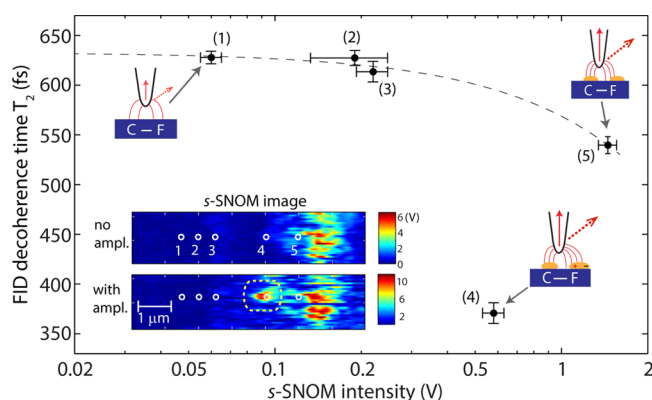 650
600
550
500
450
400
350
FID decoherence time T2 (fs)
0.02
0.05
0.1
0.2
0.5
1
2
s-SNOM intensity (V)
(1)
(2)
(3)
(5)
(4)
C – F
C – F
C – F
+ −
s-SNOM image
no
ampl.
1 2 3 4 5
6 (V)
4
2
0
with
ampl.
1 μm
10
6
2